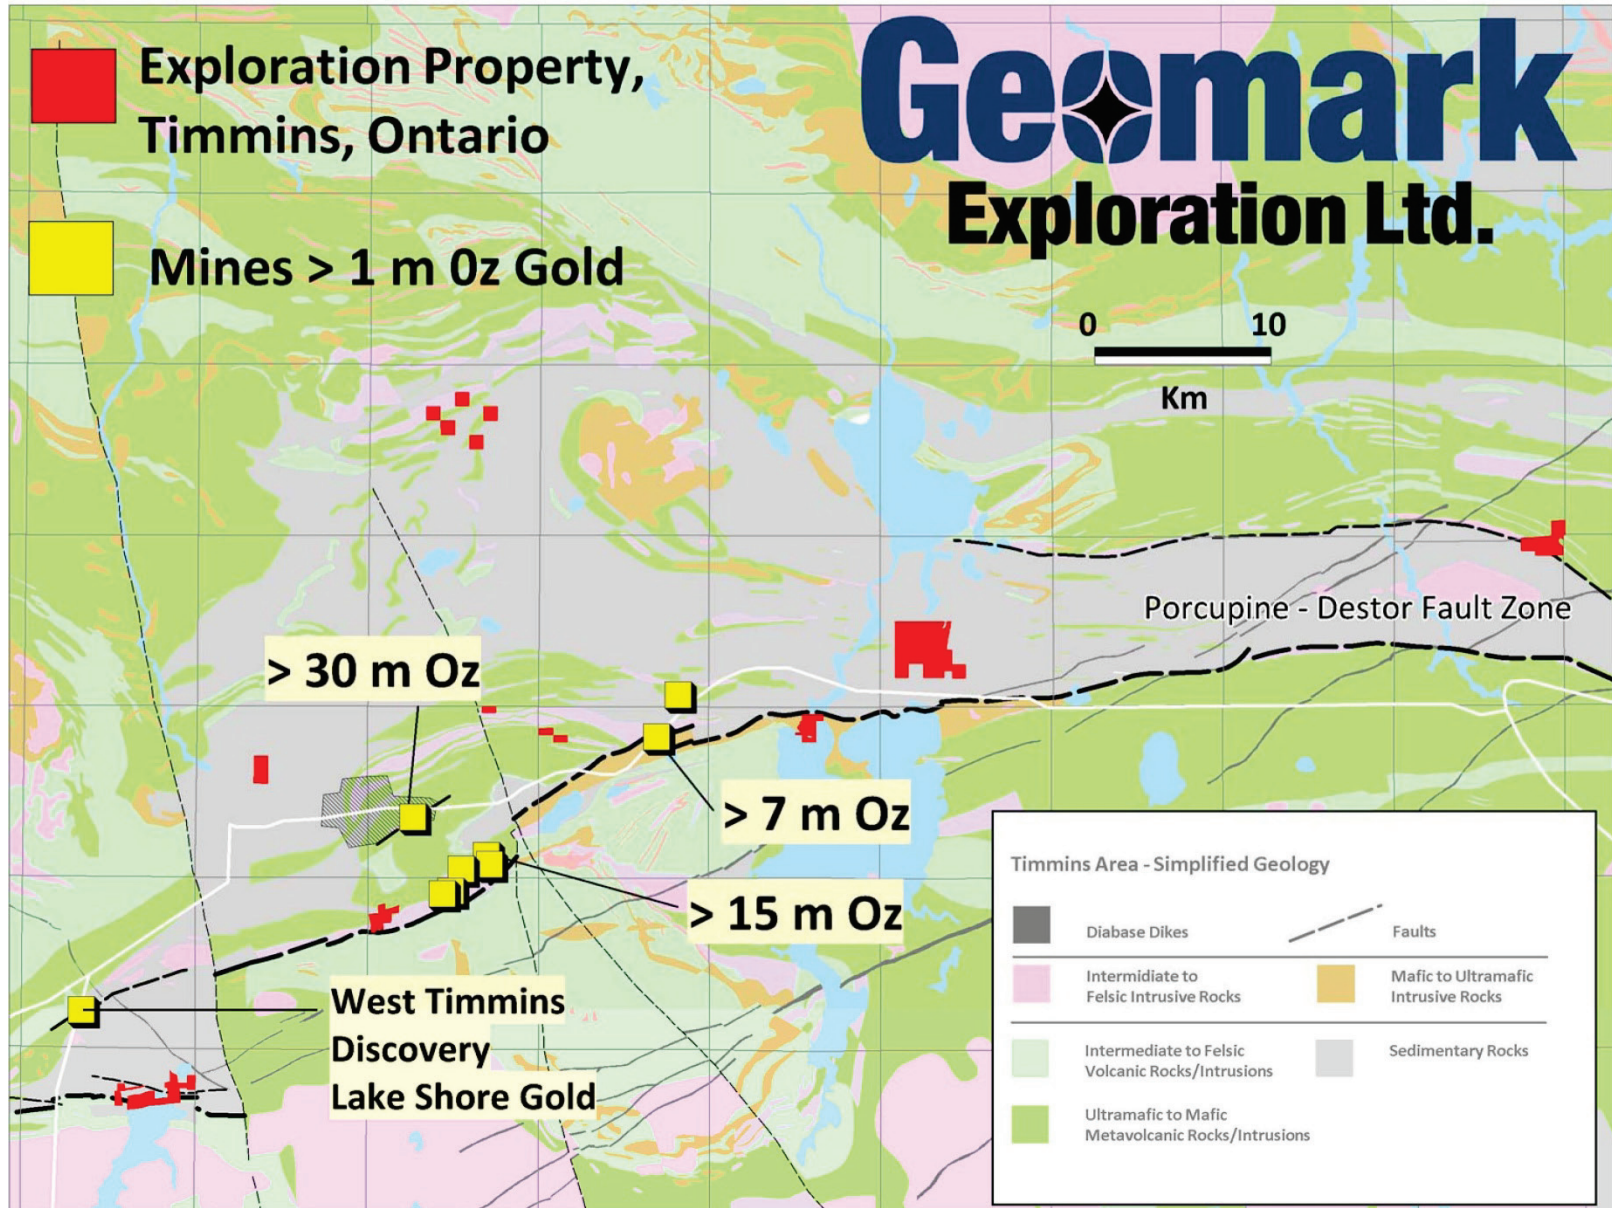 Exploration Property,
Timmins, Ontario
Mines > 1 m 0z Gold
Geomark
Exploration Ltd.
0 10
Km
Porcupine - Destor Fault Zone
> 30 m Oz
> 7 m Oz
> 15 m Oz
West Timmins
Discovery
Lake Shore Gold
Timmins Area - Simplified Geology
Diabase Dikes
Faults
Intermidiate to
Felsic Intrusive Rocks
Mafic to Ultramafic
Intrusive Rocks
Intermediate to Felsic
Volcanic Rocks/Intrusions
Sedimentary Rocks
Ultramafic to Mafic
Metavolcanic Rocks/Intrusions